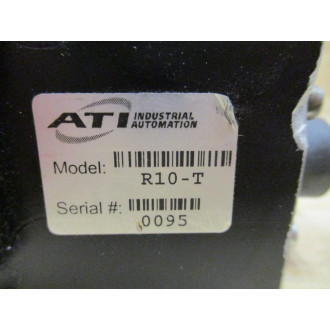 ATI INDUSTRIAL
AUTOMATION
Model:
R10-T
Serial #:
0095